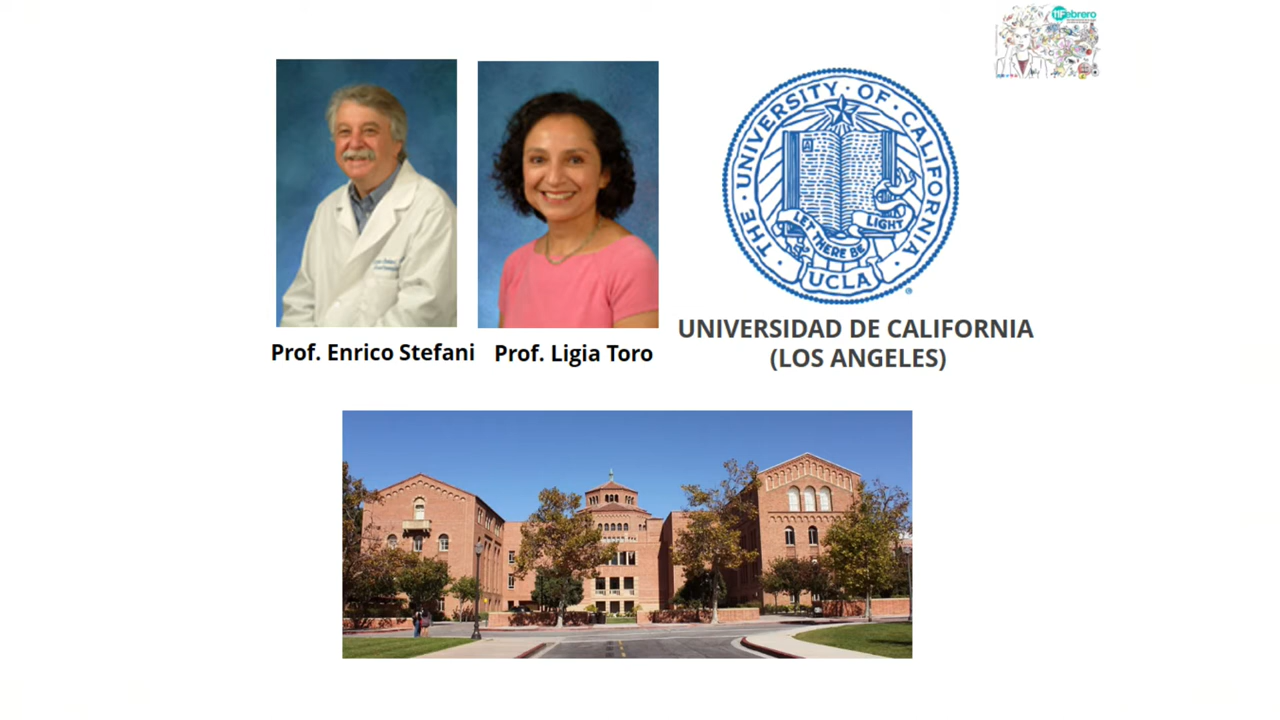 11Febrero
THE · UNIVERSITY · OF · CALIFORNIA
LET THERE BE LIGHT
UCLA
Prof. Enrico Stefani
Prof. Ligia Toro
UNIVERSIDAD DE CALIFORNIA
(LOS ANGELES)